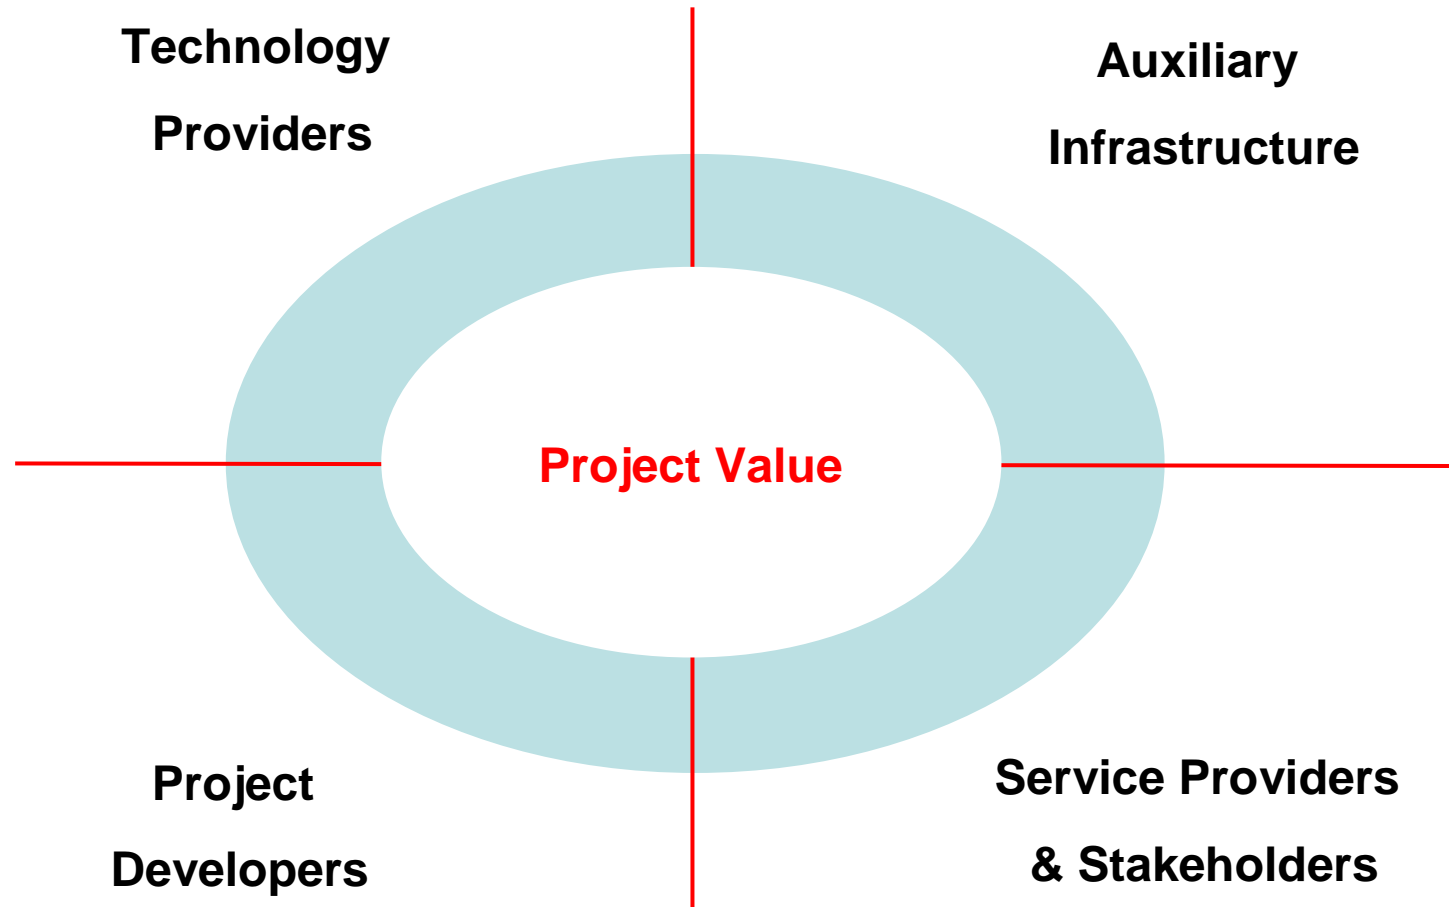 Technology
Providers
Auxiliary
Infrastructure
Project Value
Project
Developers
Service Providers
& Stakeholders